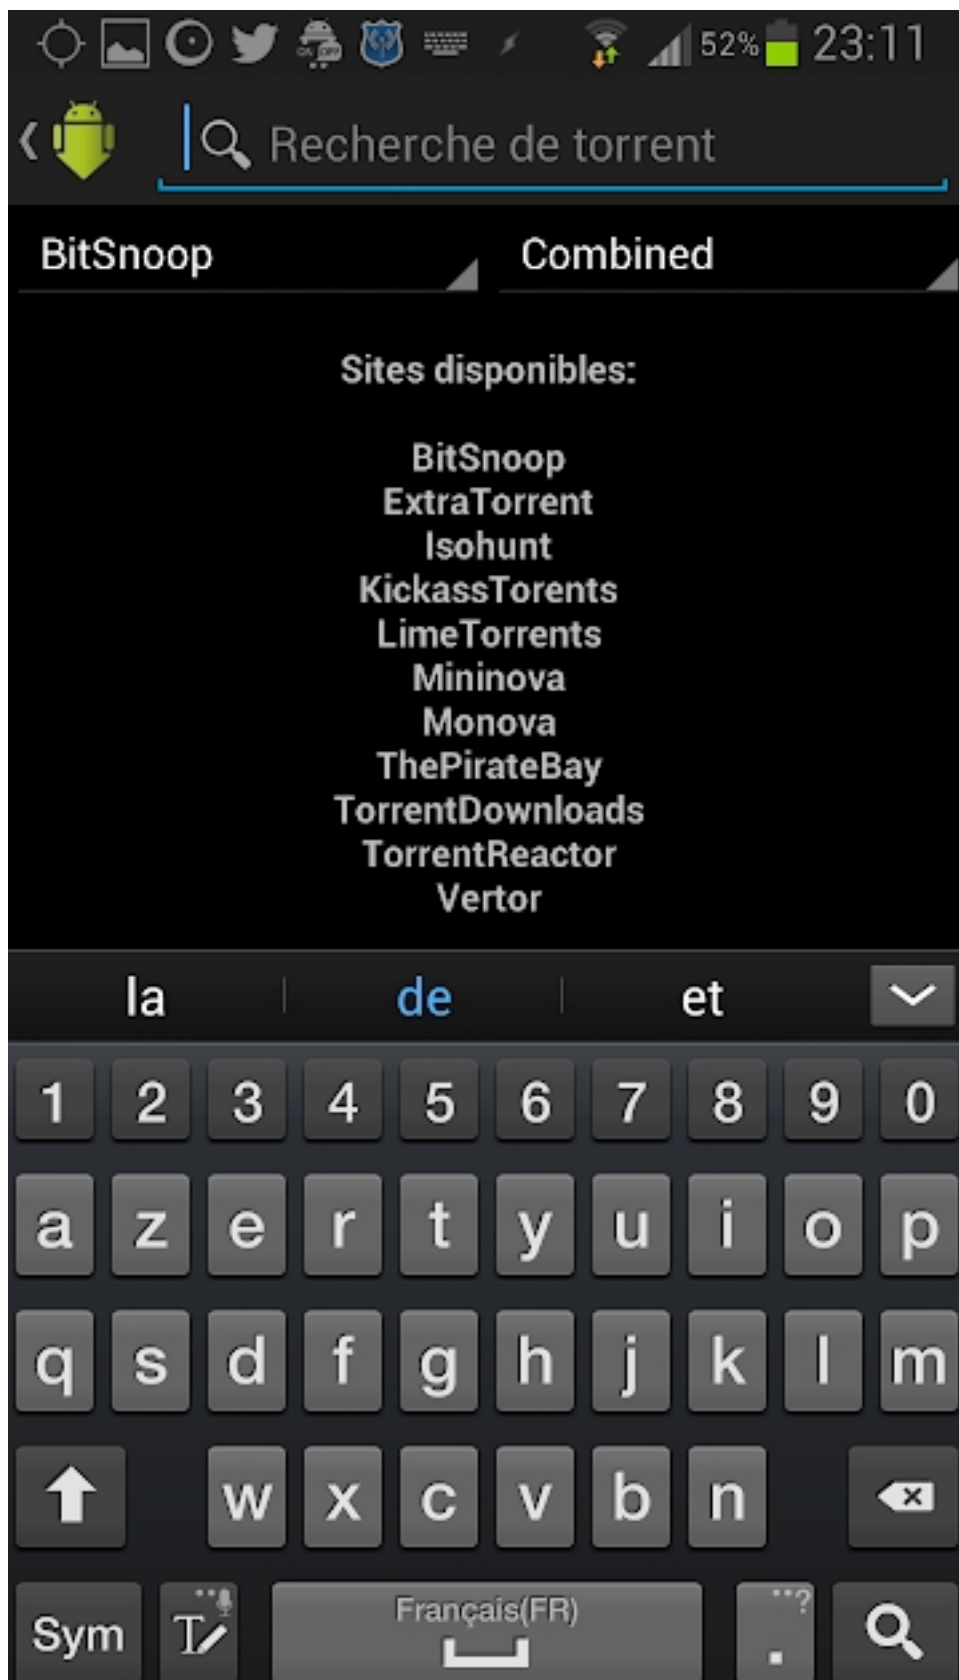 52% 23:11
Recherche de torrent
BitSnoop Combined
Sites disponibles:
BitSnoop
ExtraTorrent
Isohunt
KickassTorents
LimeTorrents
Mininova
Monova
ThePirateBay
TorrentDownloads
TorrentReactor
Vertor
la de et
1 2 3 4 5 6 7 8 9 0
a z e r t y u i o p
q s d f g h j k l m
w x c v b n
Sym T Français(FR) . ...?